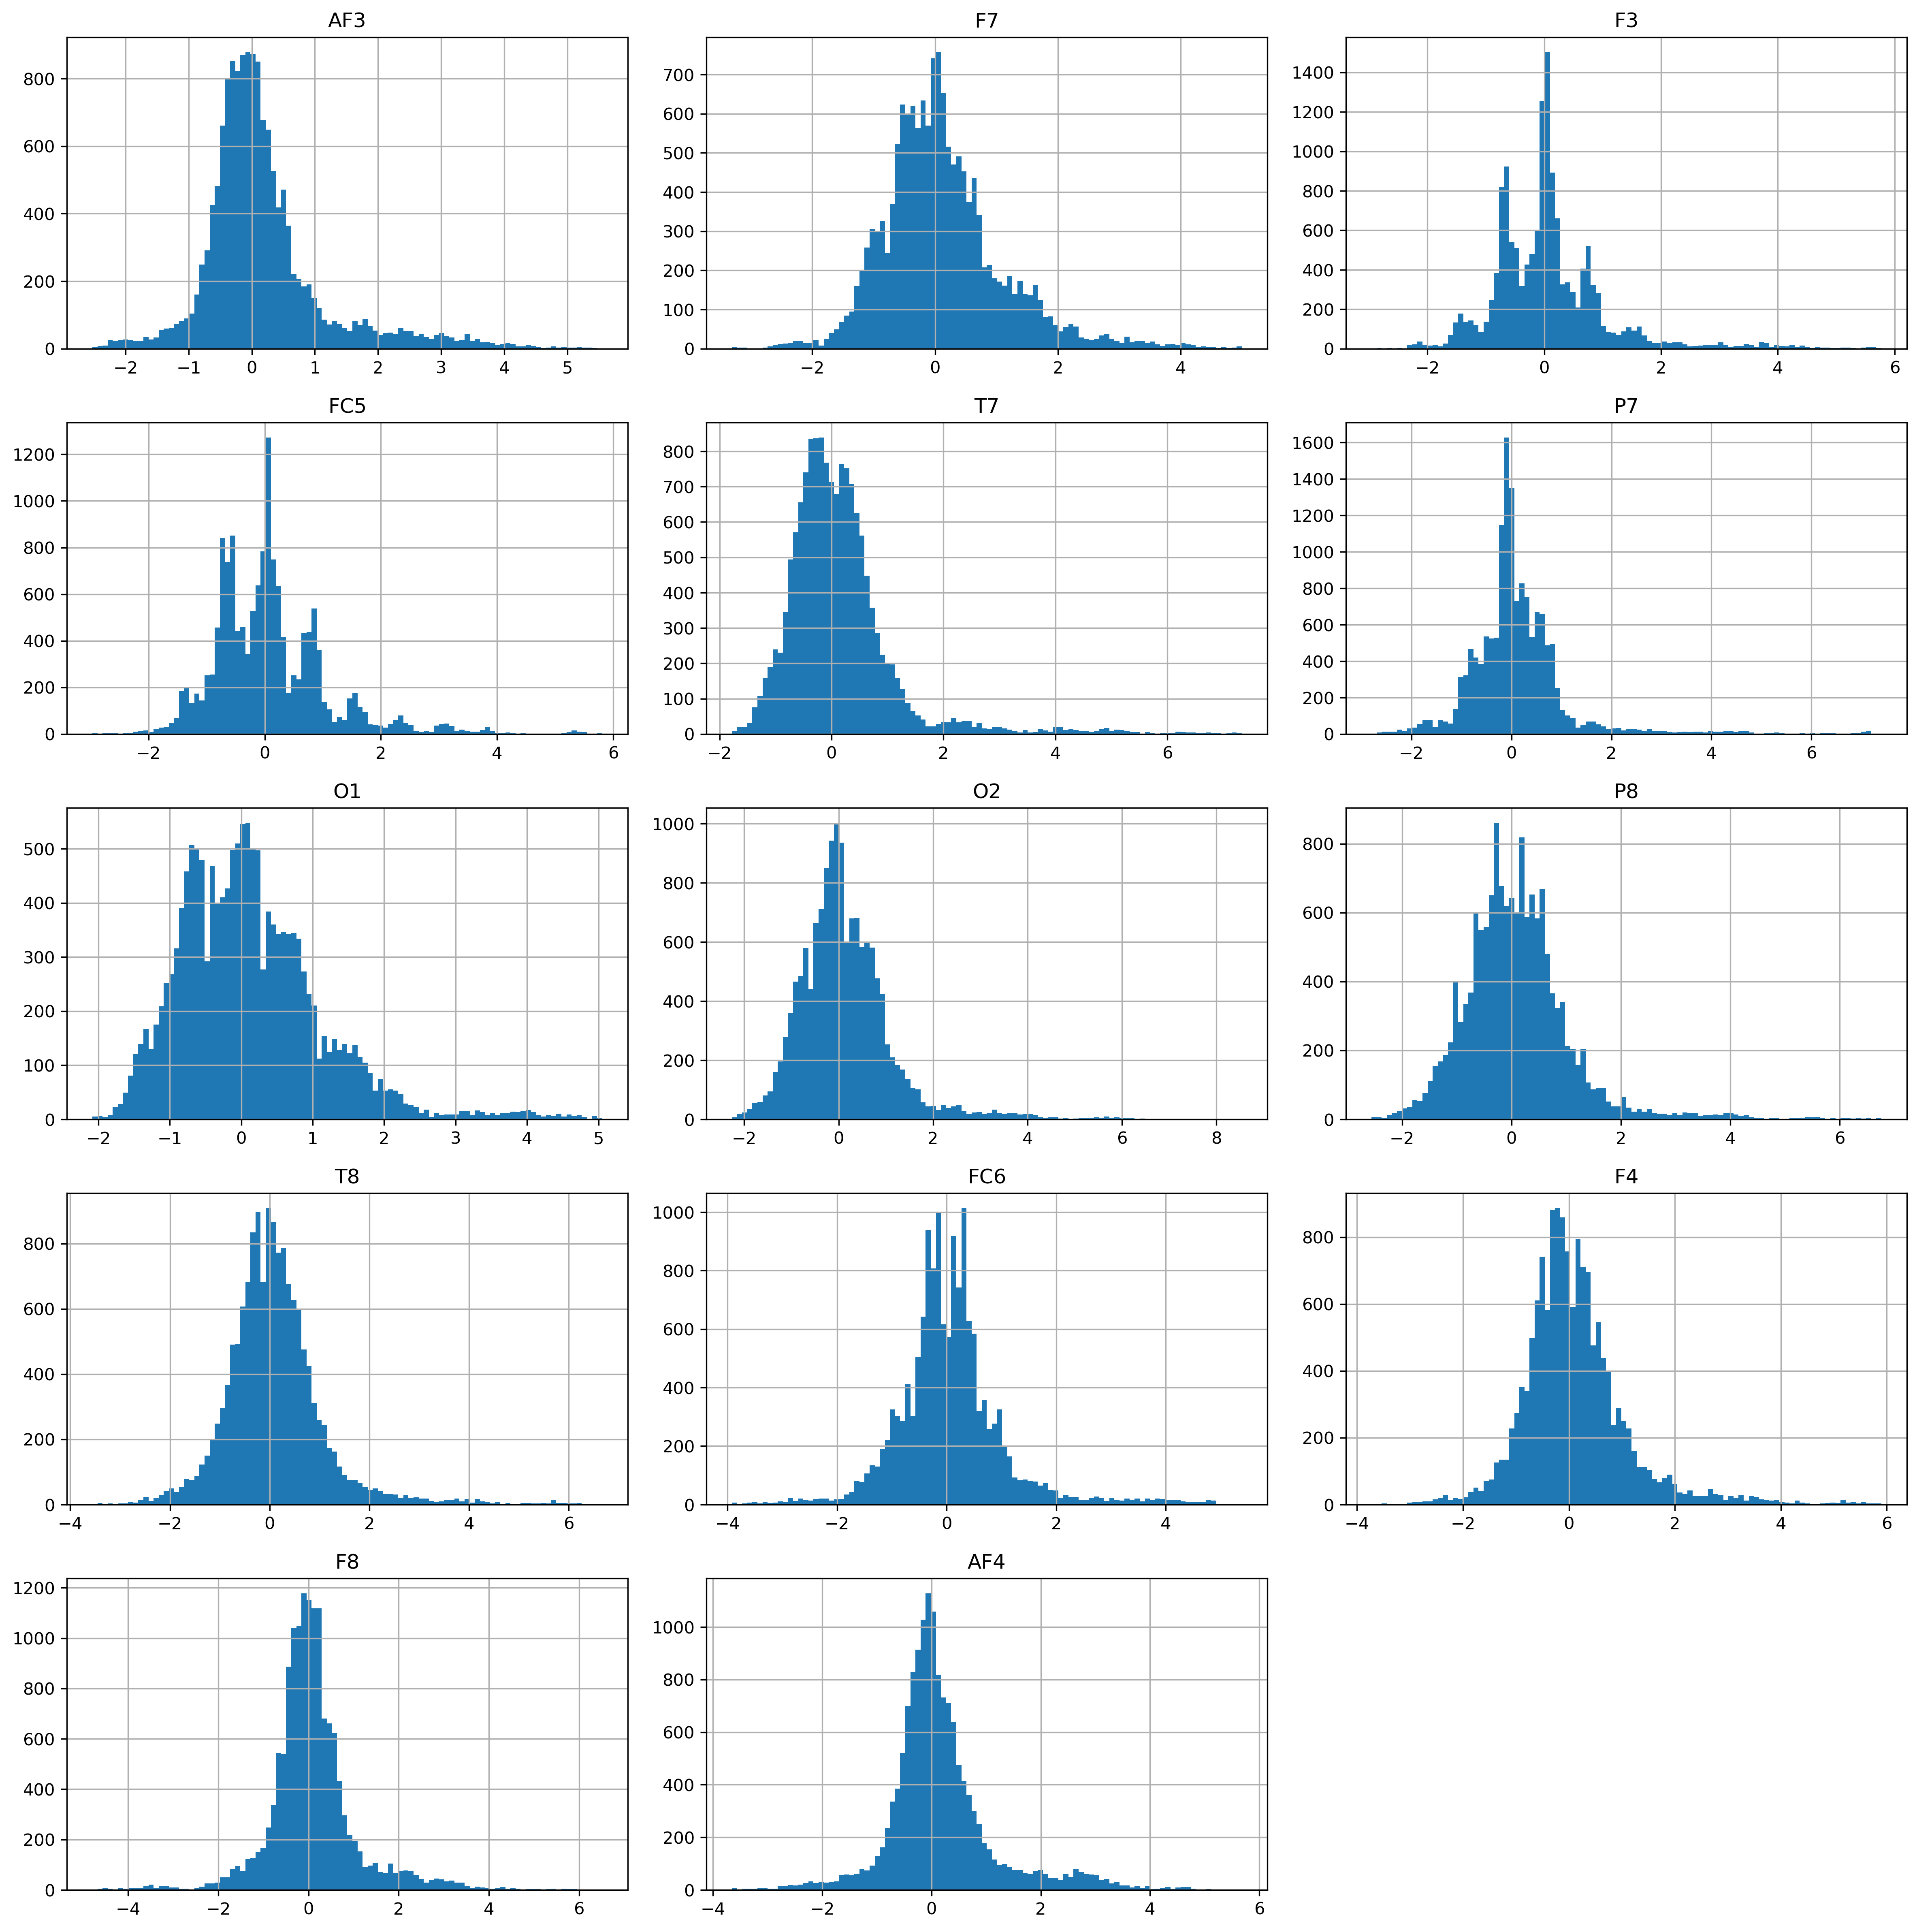 AF3
F7
F3
0 200 400 600 800
−2 −1 0 1 2 3 4 5
0 100 200 300 400 500 600 700
−2 0 2 4
0 200 400 600 800 1000 1200 1400
−2 0 2 4 6
FC5
T7
P7
0 200 400 600 800 1000 1200
−2 0 2 4 6
0 100 200 300 400 500 600 700 800
−2 0 2 4 6
0 200 400 600 800 1000 1200 1400 1600
−2 0 2 4 6
O1
O2
P8
0 100 200 300 400 500
−2 −1 0 1 2 3 4 5
0 200 400 600 800 1000
−2 0 2 4 6 8
0 200 400 600 800
−2 0 2 4 6
T8
FC6
F4
0 200 400 600 800
−4 −2 0 2 4 6
0 200 400 600 800 1000
−4 −2 0 2 4
0 200 400 600 800
−4 −2 0 2 4 6
F8
AF4
0 200 400 600 800 1000 1200
−4 −2 0 2 4 6
0 200 400 600 800 1000
−4 −2 0 2 4 6